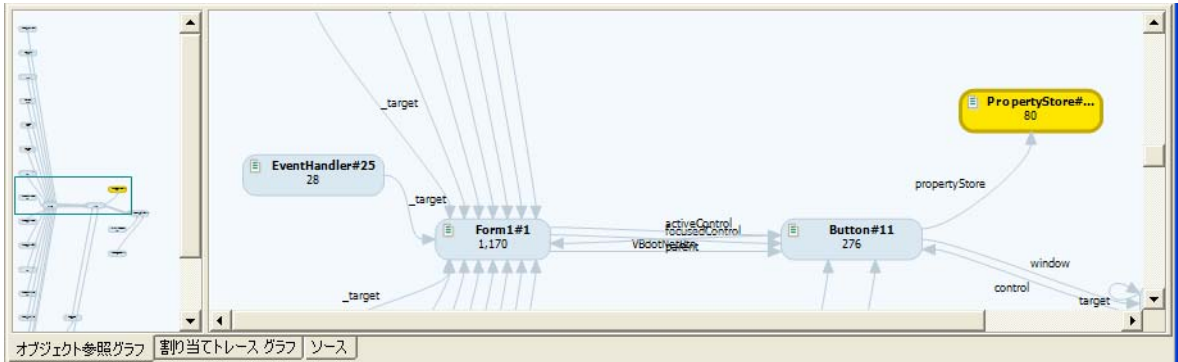 _target
PropertyStore#...
80
EventHandler#25
28
propertyStore
_target
activeControl
focusedControl
Form1#1
1,170
parent
Button#11
276
window
control
_target
target
オブジェクト参照グラフ
割り当てトレース グラフ
ソース